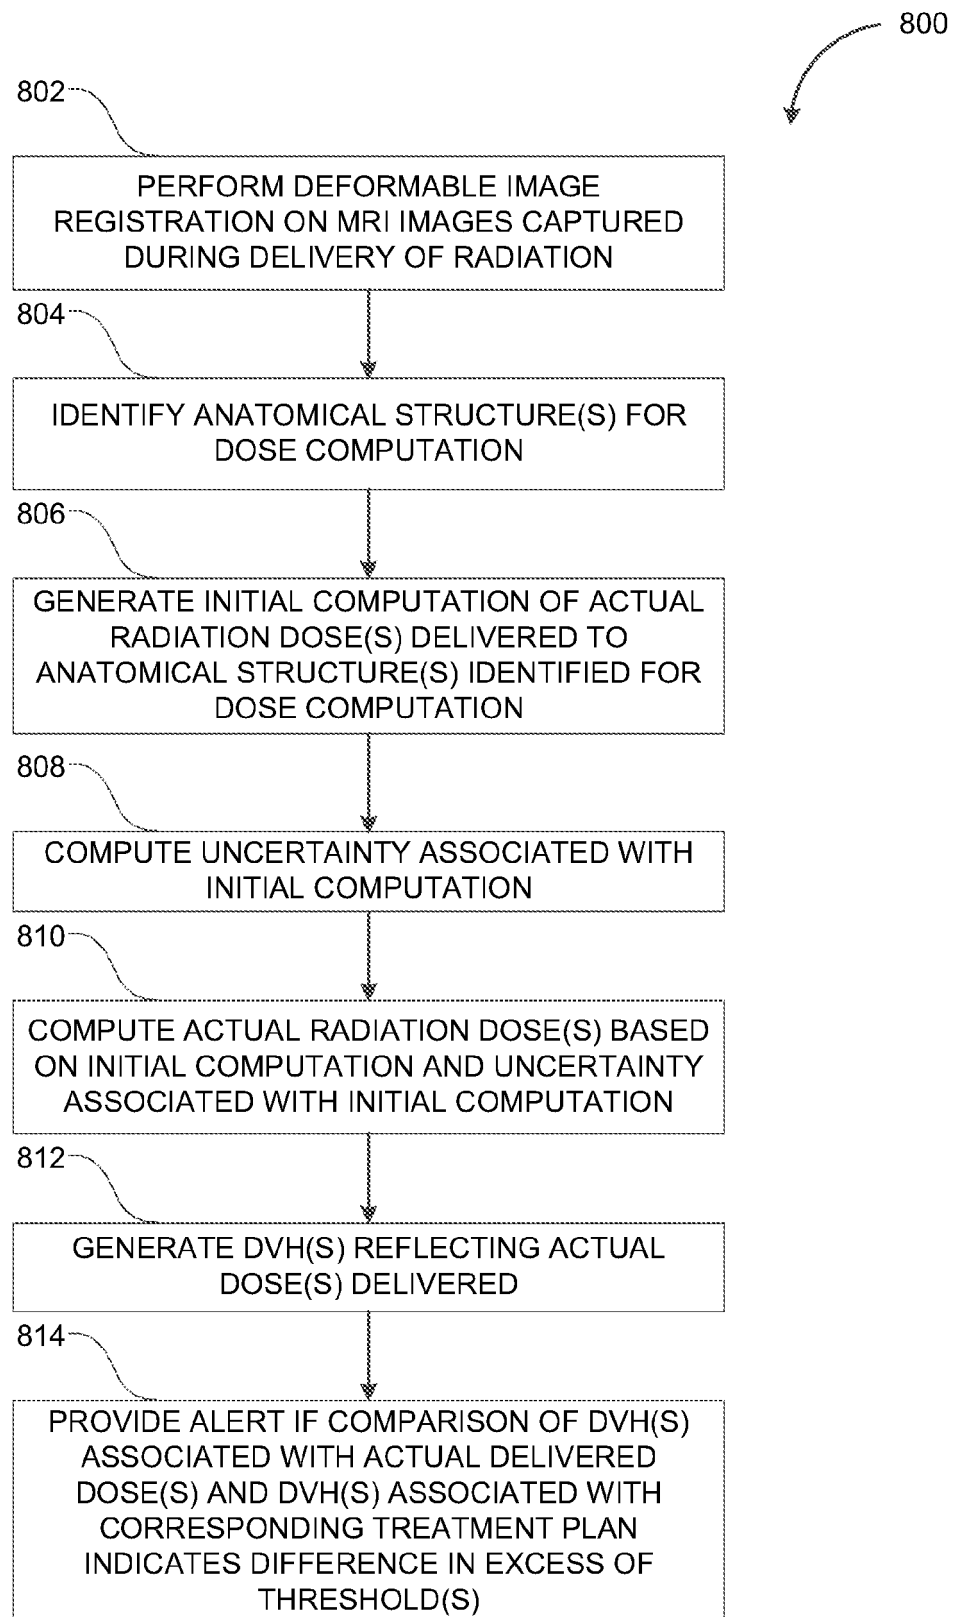 800
802
PERFORM DEFORMABLE IMAGE
REGISTRATION ON MRI IMAGES CAPTURED
DURING DELIVERY OF RADIATION
804
IDENTIFY ANATOMICAL STRUCTURE(S) FOR
DOSE COMPUTATION
806
GENERATE INITIAL COMPUTATION OF ACTUAL
RADIATION DOSE(S) DELIVERED TO
ANATOMICAL STRUCTURE(S) IDENTIFIED FOR
DOSE COMPUTATION
808
COMPUTE UNCERTAINTY ASSOCIATED WITH
INITIAL COMPUTATION
810
COMPUTE ACTUAL RADIATION DOSE(S) BASED
ON INITIAL COMPUTATION AND UNCERTAINTY
ASSOCIATED WITH INITIAL COMPUTATION
812
GENERATE DVH(S) REFLECTING ACTUAL
DOSE(S) DELIVERED
814
PROVIDE ALERT IF COMPARISON OF DVH(S)
ASSOCIATED WITH ACTUAL DELIVERED
DOSE(S) AND DVH(S) ASSOCIATED WITH
CORRESPONDING TREATMENT PLAN
INDICATES DIFFERENCE IN EXCESS OF
THRESHOLD(S)